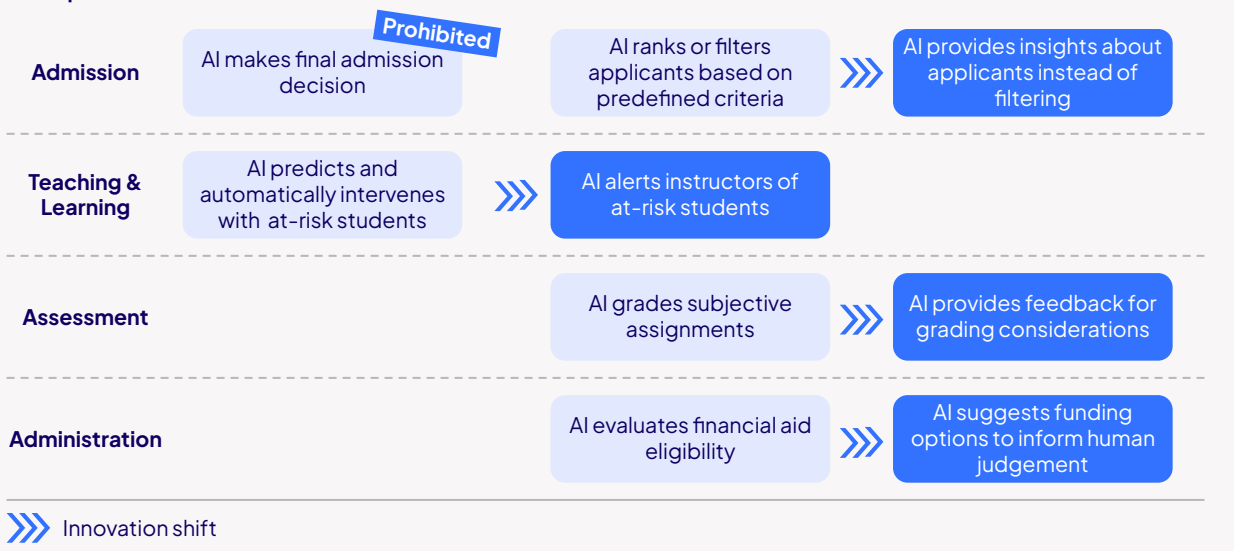 Prohibited
Admission
AI makes final admission
decision
AI ranks or filters
applicants based on
predefined criteria
AI provides insights about
applicants instead of
filtering
Teaching &
Learning
AI predicts and
automatically intervenes
with at-risk students
AI alerts instructors of
at-risk students
Assessment
AI grades subjective
assignments
AI provides feedback for
grading considerations
Administration
AI evaluates financial aid
eligibility
AI suggests funding
options to inform human
judgement
Innovation shift